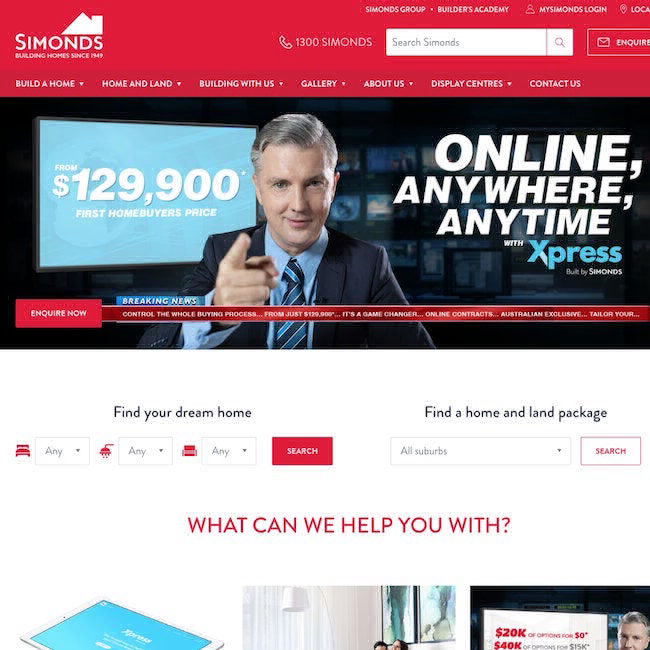 SIMONDS GROUP • BUILDER'S ACADEMY MYSIMONDS LOGIN LOCA
SIMONDS
BUILDING HOMES SINCE 1949
1300 SIMONDS
Search Simonds
ENQUIRE
BUILD A HOME HOME AND LAND BUILDING WITH US GALLERY ABOUT US DISPLAY CENTRES CONTACT US
FROM
$129,900*
FIRST HOMEBUYERS PRICE
ONLINE,
ANYWHERE,
ANYTIME
WITH Xpress
Built by SIMONDS
BREAKING NEWS
ENQUIRE NOW
CONTROL THE WHOLE BUYING PROCESS... FROM JUST $129,900*... IT'S A GAME CHANGER... ONLINE CONTRACTS... AUSTRALIAN EXCLUSIVE... TAILOR YOUR...
Find your dream home
Any Any Any SEARCH
Find a home and land package
All suburbs SEARCH
WHAT CAN WE HELP YOU WITH?
Xpress
$20K OF OPTIONS FOR $0*
$40K OF OPTIONS FOR $15K*